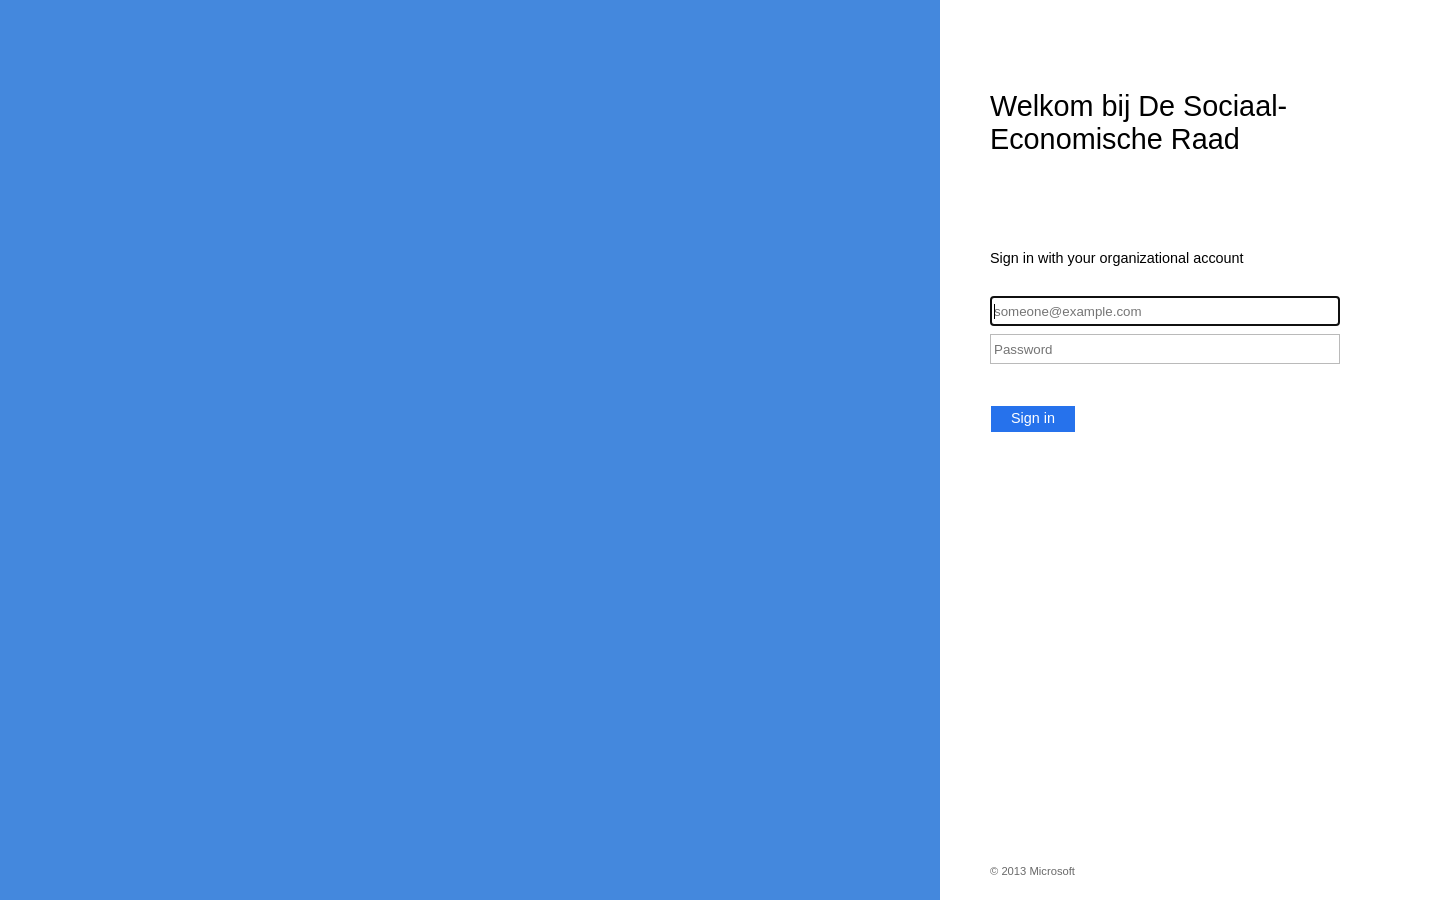 Welkom bij De Sociaal-
Economische Raad
Sign in with your organizational account
someone@example.com
Password
Sign in
© 2013 Microsoft